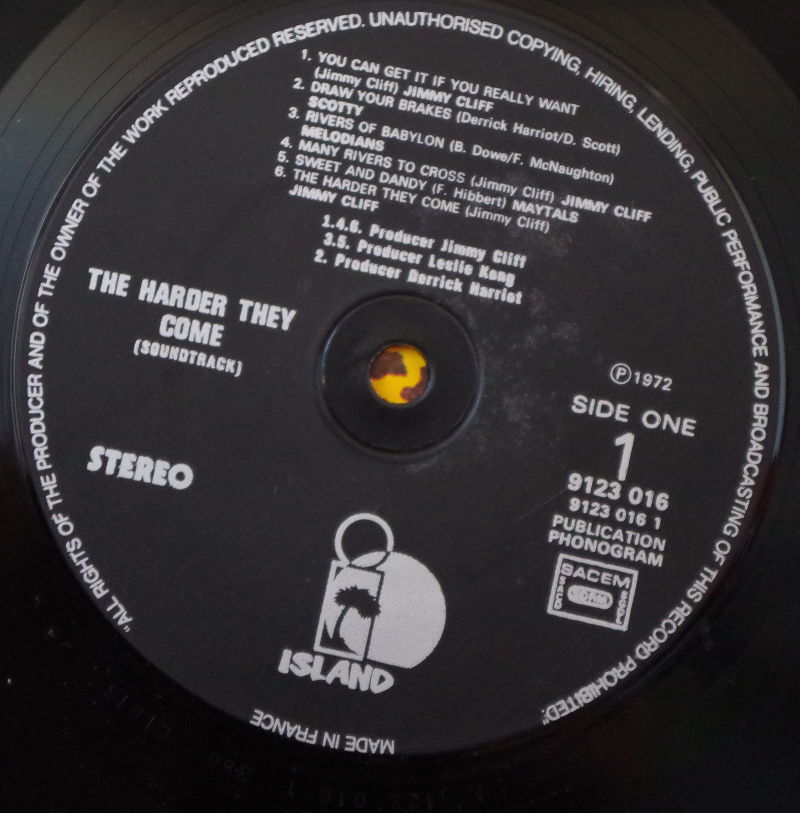 "ALL RIGHTS OF THE PRODUCER AND OF THE OWNER OF THE WORK REPRODUCED RESERVED. UNAUTHORISED COPYING, HIRING, LENDING, PUBLIC PERFORMANCE AND BROADCASTING OF THIS RECORD PROHIBITED".
1. YOU CAN GET IT IF YOU REALLY WANT
(Jimmy Cliff) JIMMY CLIFF
2. DRAW YOUR BRAKES (Derrick Harriot/D. Scott)
SCOTTY
3. RIVERS OF BABYLON (B. Dowe/F. McNaughton)
MELODIANS
4. MANY RIVERS TO CROSS (Jimmy Cliff) JIMMY CLIFF
5. SWEET AND DANDY (F. Hibbert) MAYTALS
6. THE HARDER THEY COME (Jimmy Cliff)
JIMMY CLIFF
1.4.6. Producer Jimmy Cliff
3.5. Producer Leslie Kong
2. Producer Derrick Harriot
THE HARDER THEY
COME
(SOUNDTRACK)
℗ 1972
SIDE ONE
1
9123 016
9123 016 1
PUBLICATION
PHONOGRAM
STEREO
SACEM
ISLAND
MADE IN FRANCE